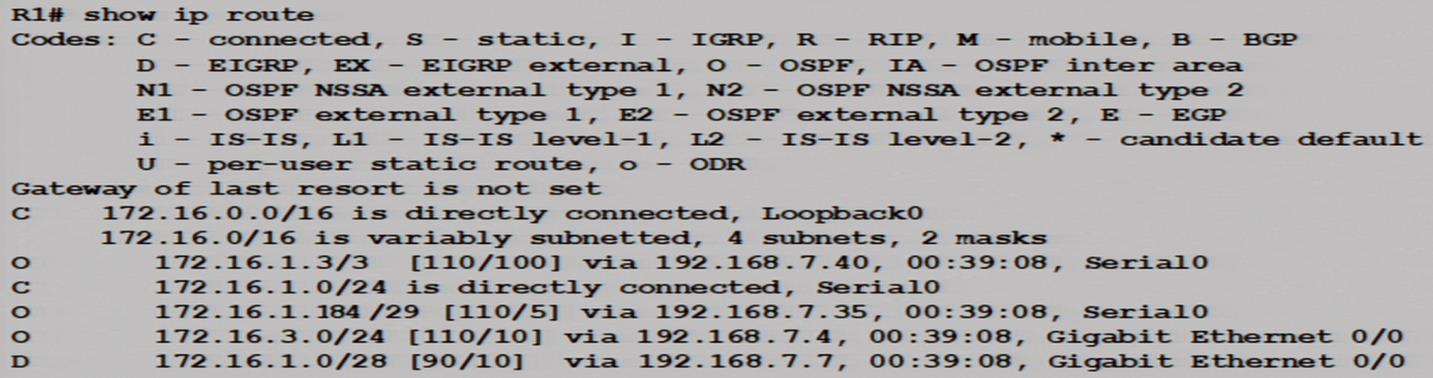 R1# show ip route
Codes: C - connected, S - static, I - IGRP, R - RIP, M - mobile, B - BGP
D - EIGRP, EX - EIGRP external, O - OSPF, IA - OSPF inter area
N1 - OSPF NSSA external type 1, N2 - OSPF NSSA external type 2
E1 - OSPF external type 1, E2 - OSPF external type 2, E - EGP
i - IS-IS, L1 - IS-IS level-1, L2 - IS-IS level-2, * - candidate default
U - per-user static route, o - ODR
Gateway of last resort is not set
C 172.16.0.0/16 is directly connected, Loopback0
172.16.0/16 is variably subnetted, 4 subnets, 2 masks
O 172.16.1.3/3 [110/100] via 192.168.7.40, 00:39:08, Serial0
C 172.16.1.0/24 is directly connected, Serial0
O 172.16.1.184/29 [110/5] via 192.168.7.35, 00:39:08, Serial0
O 172.16.3.0/24 [110/10] via 192.168.7.4, 00:39:08, Gigabit Ethernet 0/0
D 172.16.1.0/28 [90/10] via 192.168.7.7, 00:39:08, Gigabit Ethernet 0/0